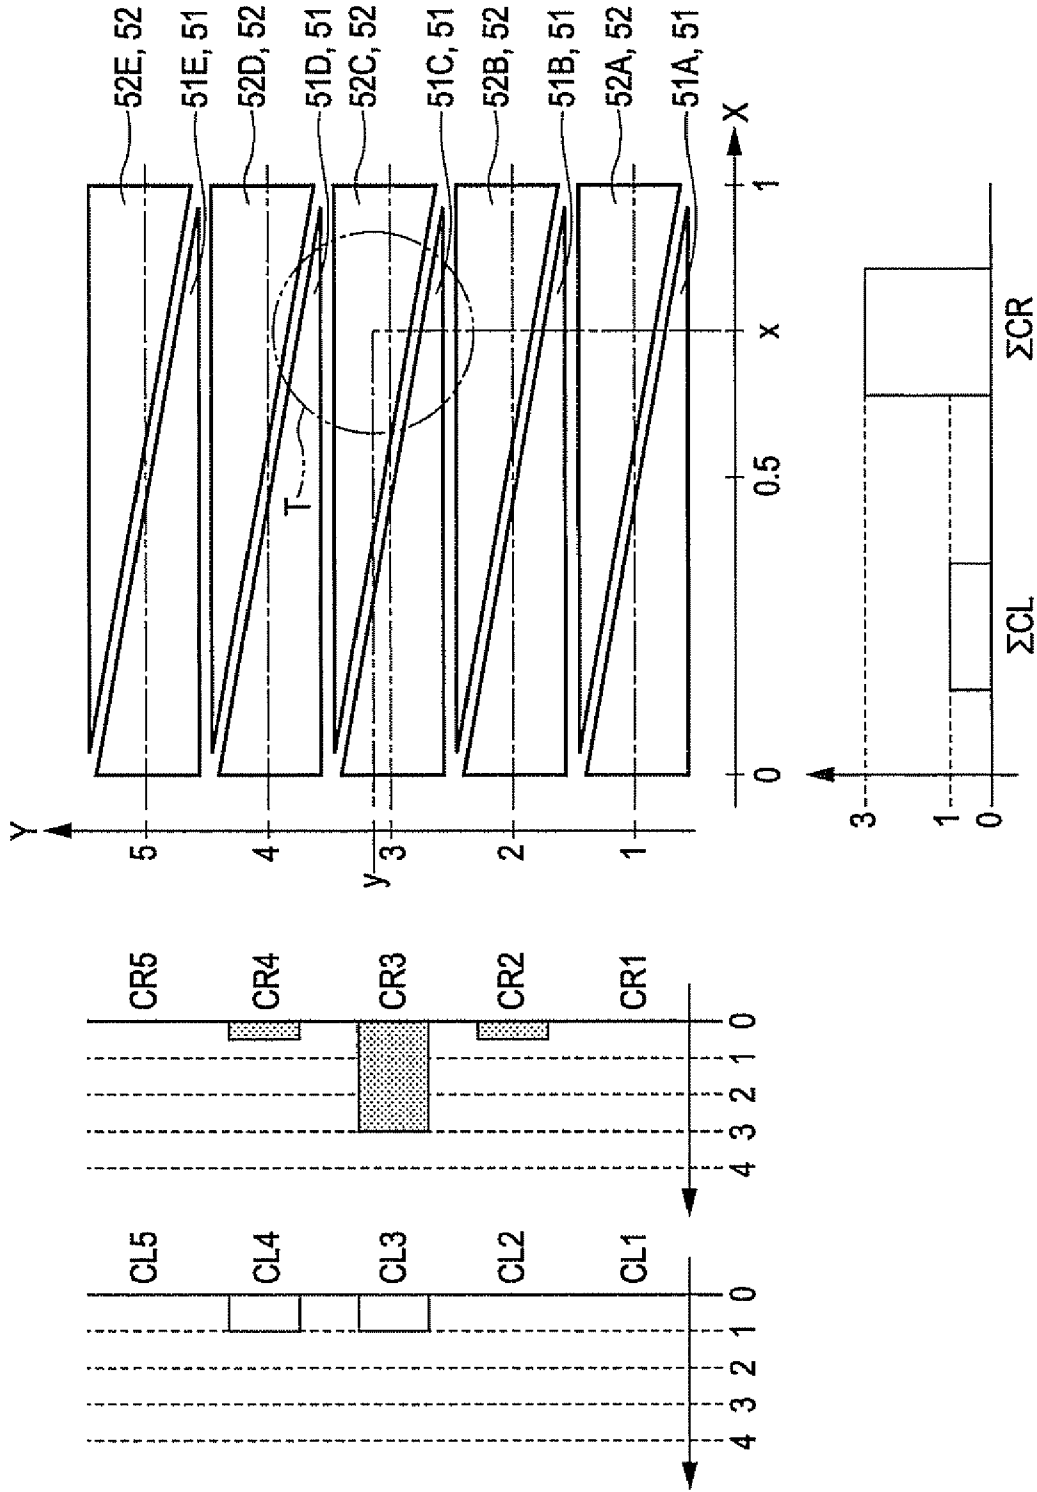 52E, 52
51E, 51
52D, 52
51D, 51
52C, 52
51C, 51
52B, 52
51B, 51
52A, 52
51A, 51
T
Y
5
4
3
2
1
y
0
0.5
x
1
X
CR5
CR4
CR3
CR2
CR1
4 3 2 1 0
CL5
CL4
CL3
CL2
CL1
4 3 2 1 0
3
1
0
ΣCL
ΣCR